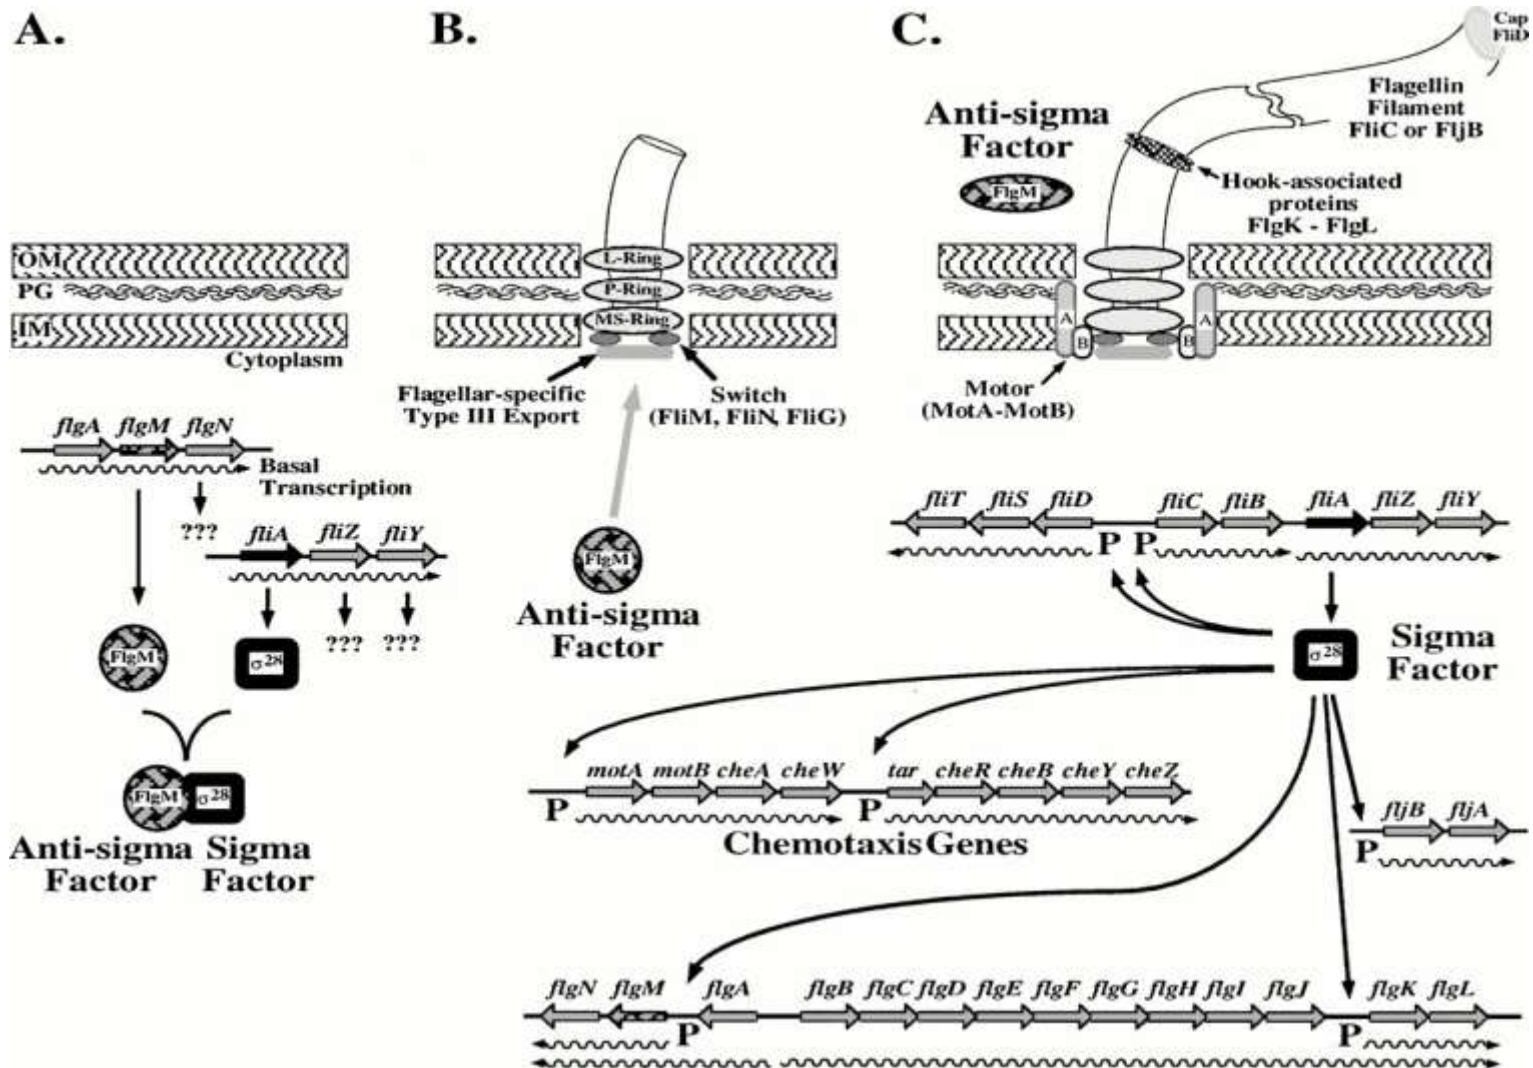 A.
OM
PG
IM
Cytoplasm
flgA flgM flgN
Basal
Transcription
???
fliA fliZ fliY
??? ???
FlgM
σ28
FlgM σ28
Anti-sigma Sigma
Factor Factor
B.
L-Ring
P-Ring
MS-Ring
Flagellar-specific
Type III Export
Switch
(FliM, FliN, FliG)
FlgM
Anti-sigma
Factor
C.
Cap
FliD
Flagellin
Filament
FliC or FljB
Anti-sigma
Factor
FlgM
Hook-associated
proteins
FlgK - FlgL
A A
B B
Motor
(MotA-MotB)
fliT fliS fliD fliC fliB fliA fliZ fliY
P P
σ28
Sigma
Factor
motA motB cheA cheW tar cheR cheB cheY cheZ
P P
Chemotaxis Genes
fljB fljA
P
flgN flgM flgA flgB flgC flgD flgE flgF flgG flgH flgI flgJ flgK flgL
P P